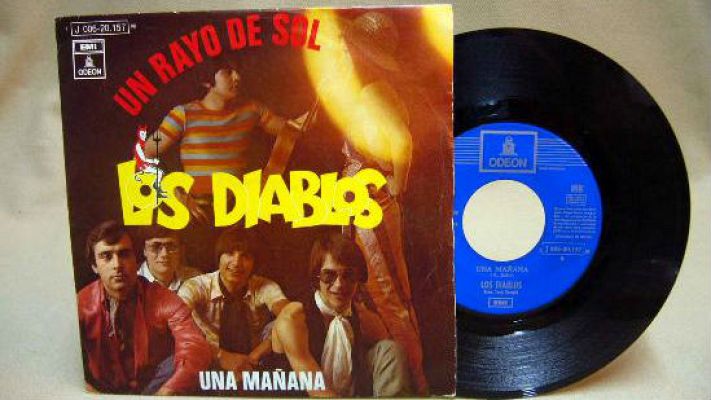 J 006-20.157 M
EMI
ODEON
UN RAYO DE SOL
LOS DIABLOS
UNA MAÑANA
ODEON
UNA MAÑANA
LOS DIABLOS
EMI